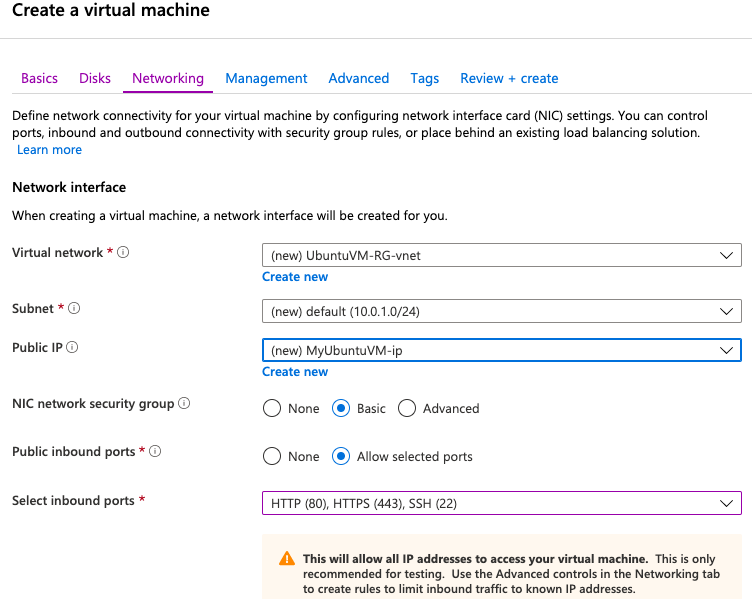 Create a virtual machine
Basics Disks Networking Management Advanced Tags Review + create
Define network connectivity for your virtual machine by configuring network interface card (NIC) settings. You can control
ports, inbound and outbound connectivity with security group rules, or place behind an existing load balancing solution.
Learn more
Network interface
When creating a virtual machine, a network interface will be created for you.
Virtual network * (new) UbuntuVM-RG-vnet
Create new
Subnet * (new) default (10.0.1.0/24)
Public IP (new) MyUbuntuVM-ip
Create new
NIC network security group None Basic Advanced
Public inbound ports * None Allow selected ports
Select inbound ports * HTTP (80), HTTPS (443), SSH (22)
This will allow all IP addresses to access your virtual machine. This is only
recommended for testing. Use the Advanced controls in the Networking tab
to create rules to limit inbound traffic to known IP addresses.